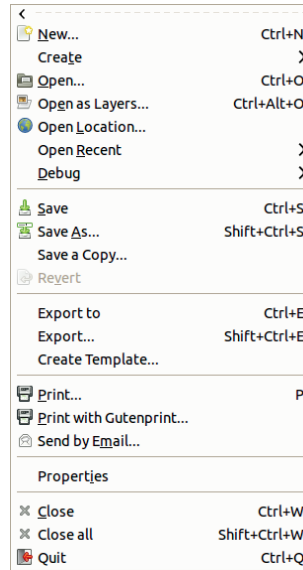 New... Ctrl+N
Create
Open... Ctrl+O
Open as Layers... Ctrl+Alt+O
Open Location...
Open Recent
Debug
Save Ctrl+S
Save As... Shift+Ctrl+S
Save a Copy...
Revert
Export to Ctrl+E
Export... Shift+Ctrl+E
Create Template...
Print... P
Print with Gutenprint...
Send by Email...
Properties
Close Ctrl+W
Close all Shift+Ctrl+W
Quit Ctrl+Q